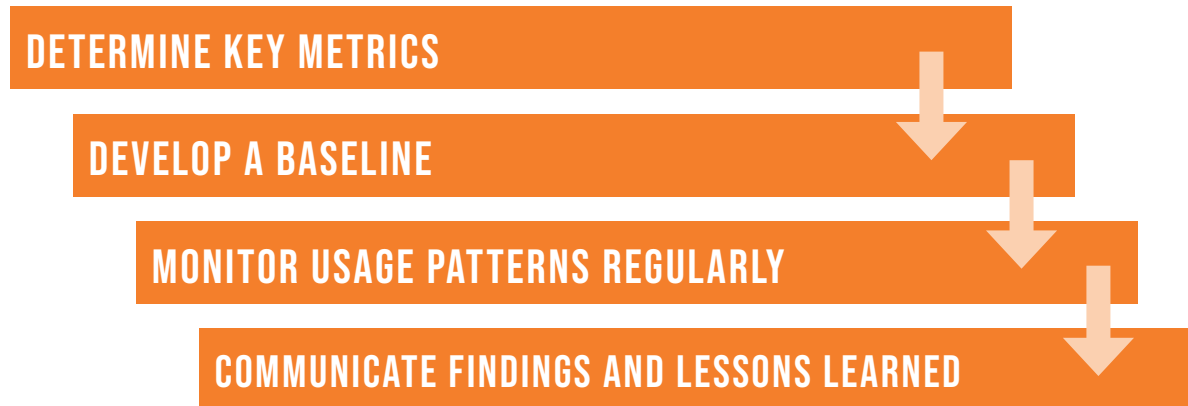 DETERMINE KEY METRICS
DEVELOP A BASELINE
MONITOR USAGE PATTERNS REGULARLY
COMMUNICATE FINDINGS AND LESSONS LEARNED